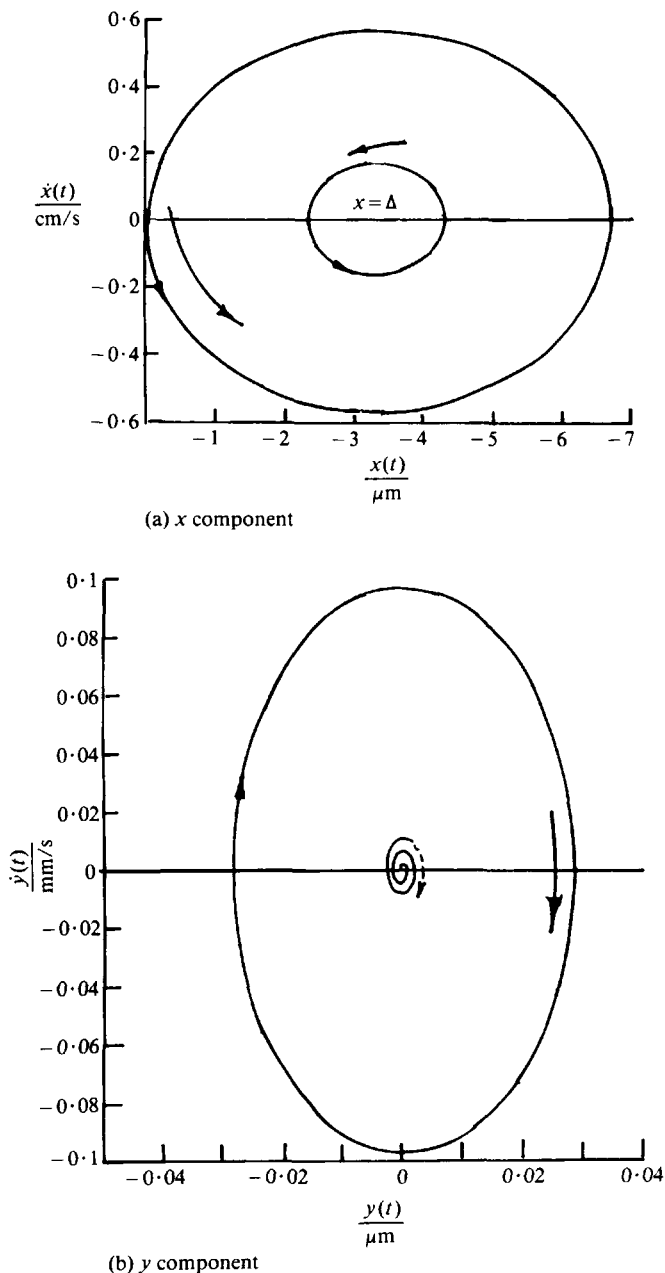 0·6
0·4
0·2
0
−0·2
−0·4
−0·6
ẋ(t)
cm/s
x = Δ
−1 −2 −3 −4 −5 −6 −7
x(t)
μm
(a) x component
0·1
0·08
0·06
0·04
0·02
0
−0·02
−0·04
−0·06
−0·08
−0·1
ẏ(t)
mm/s
−0·04 −0·02 0 0·02 0·04
y(t)
μm
(b) y component